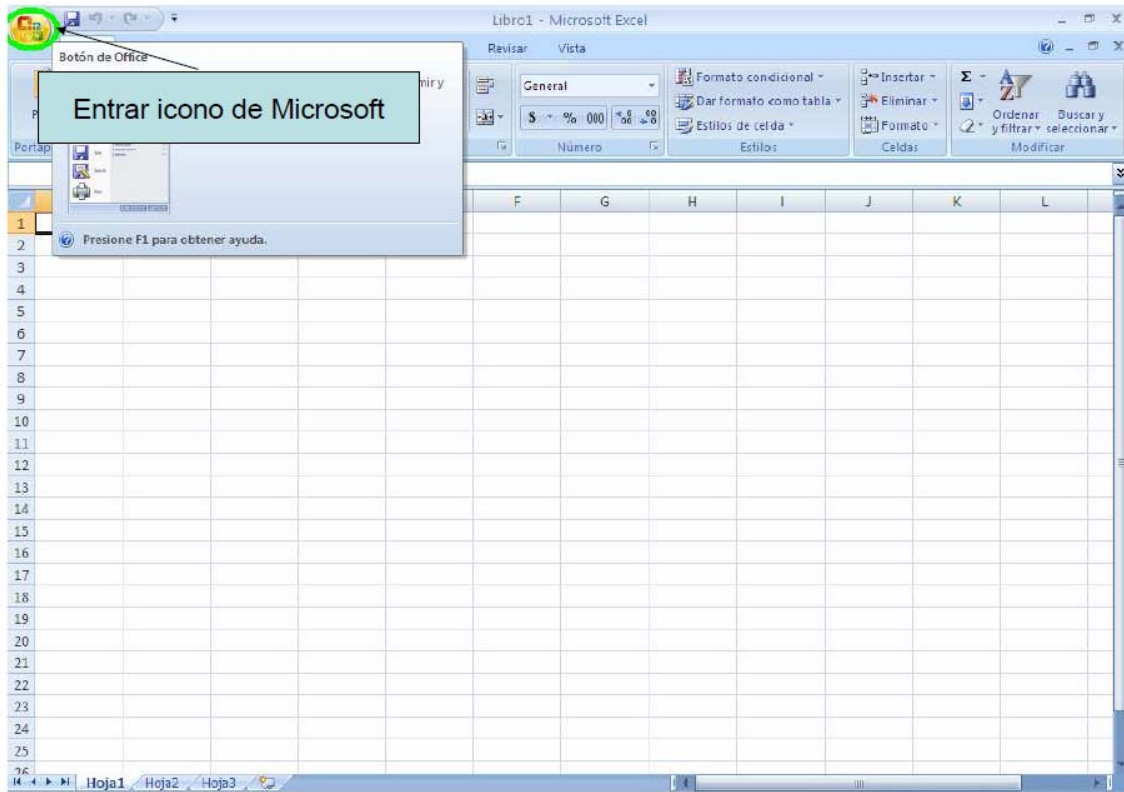 Libro1 - Microsoft Excel
Botón de Office
Revisar Vista
Entrar icono de Microsoft
mir y
General
$ % 000
Número
Formato condicional
Dar formato como tabla
Estilos de celda
Estilos
Insertar
Eliminar
Formato
Celdas
Σ
Ordenar y filtrar
Buscar y seleccionar
Modificar
Portap
Presione F1 para obtener ayuda.
F G H I J K L
1
2
3
4
5
6
7
8
9
10
11
12
13
14
15
16
17
18
19
20
21
22
23
24
25
26
Hoja1 Hoja2 Hoja3